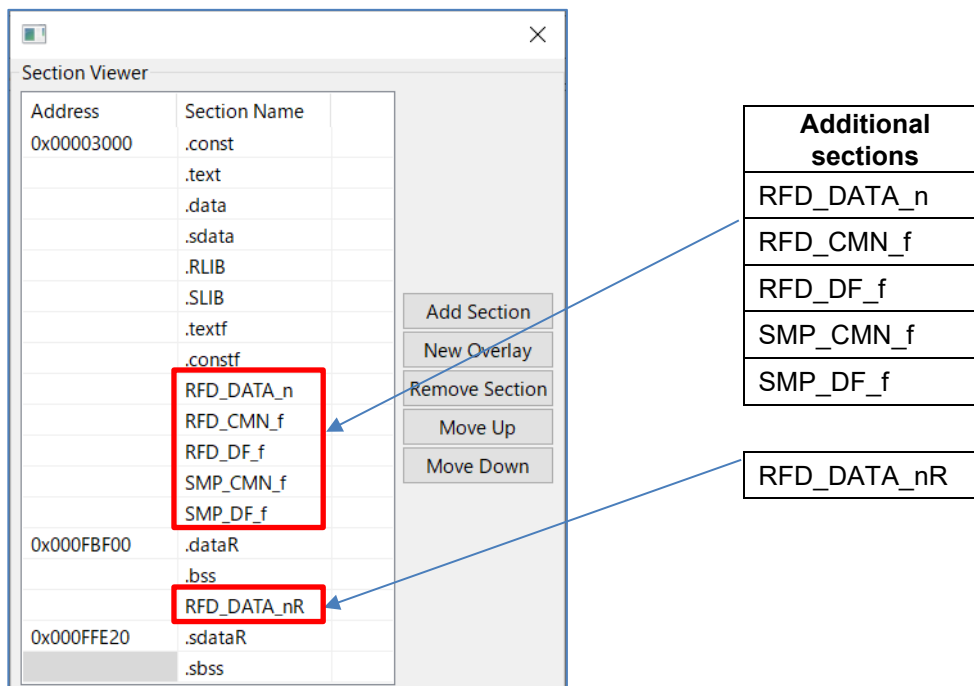 Section Viewer
Address Section Name
0x00003000 .const
.text
.data
.sdata
.RLIB
.SLIB
.textf
.constf
RFD_DATA_n
RFD_CMN_f
RFD_DF_f
SMP_CMN_f
SMP_DF_f
0x000FBF00 .dataR
.bss
RFD_DATA_nR
0x000FFE20 .sdataR
.sbss
Add Section
New Overlay
Remove Section
Move Up
Move Down
Additional
sections
RFD_DATA_n
RFD_CMN_f
RFD_DF_f
SMP_CMN_f
SMP_DF_f
RFD_DATA_nR